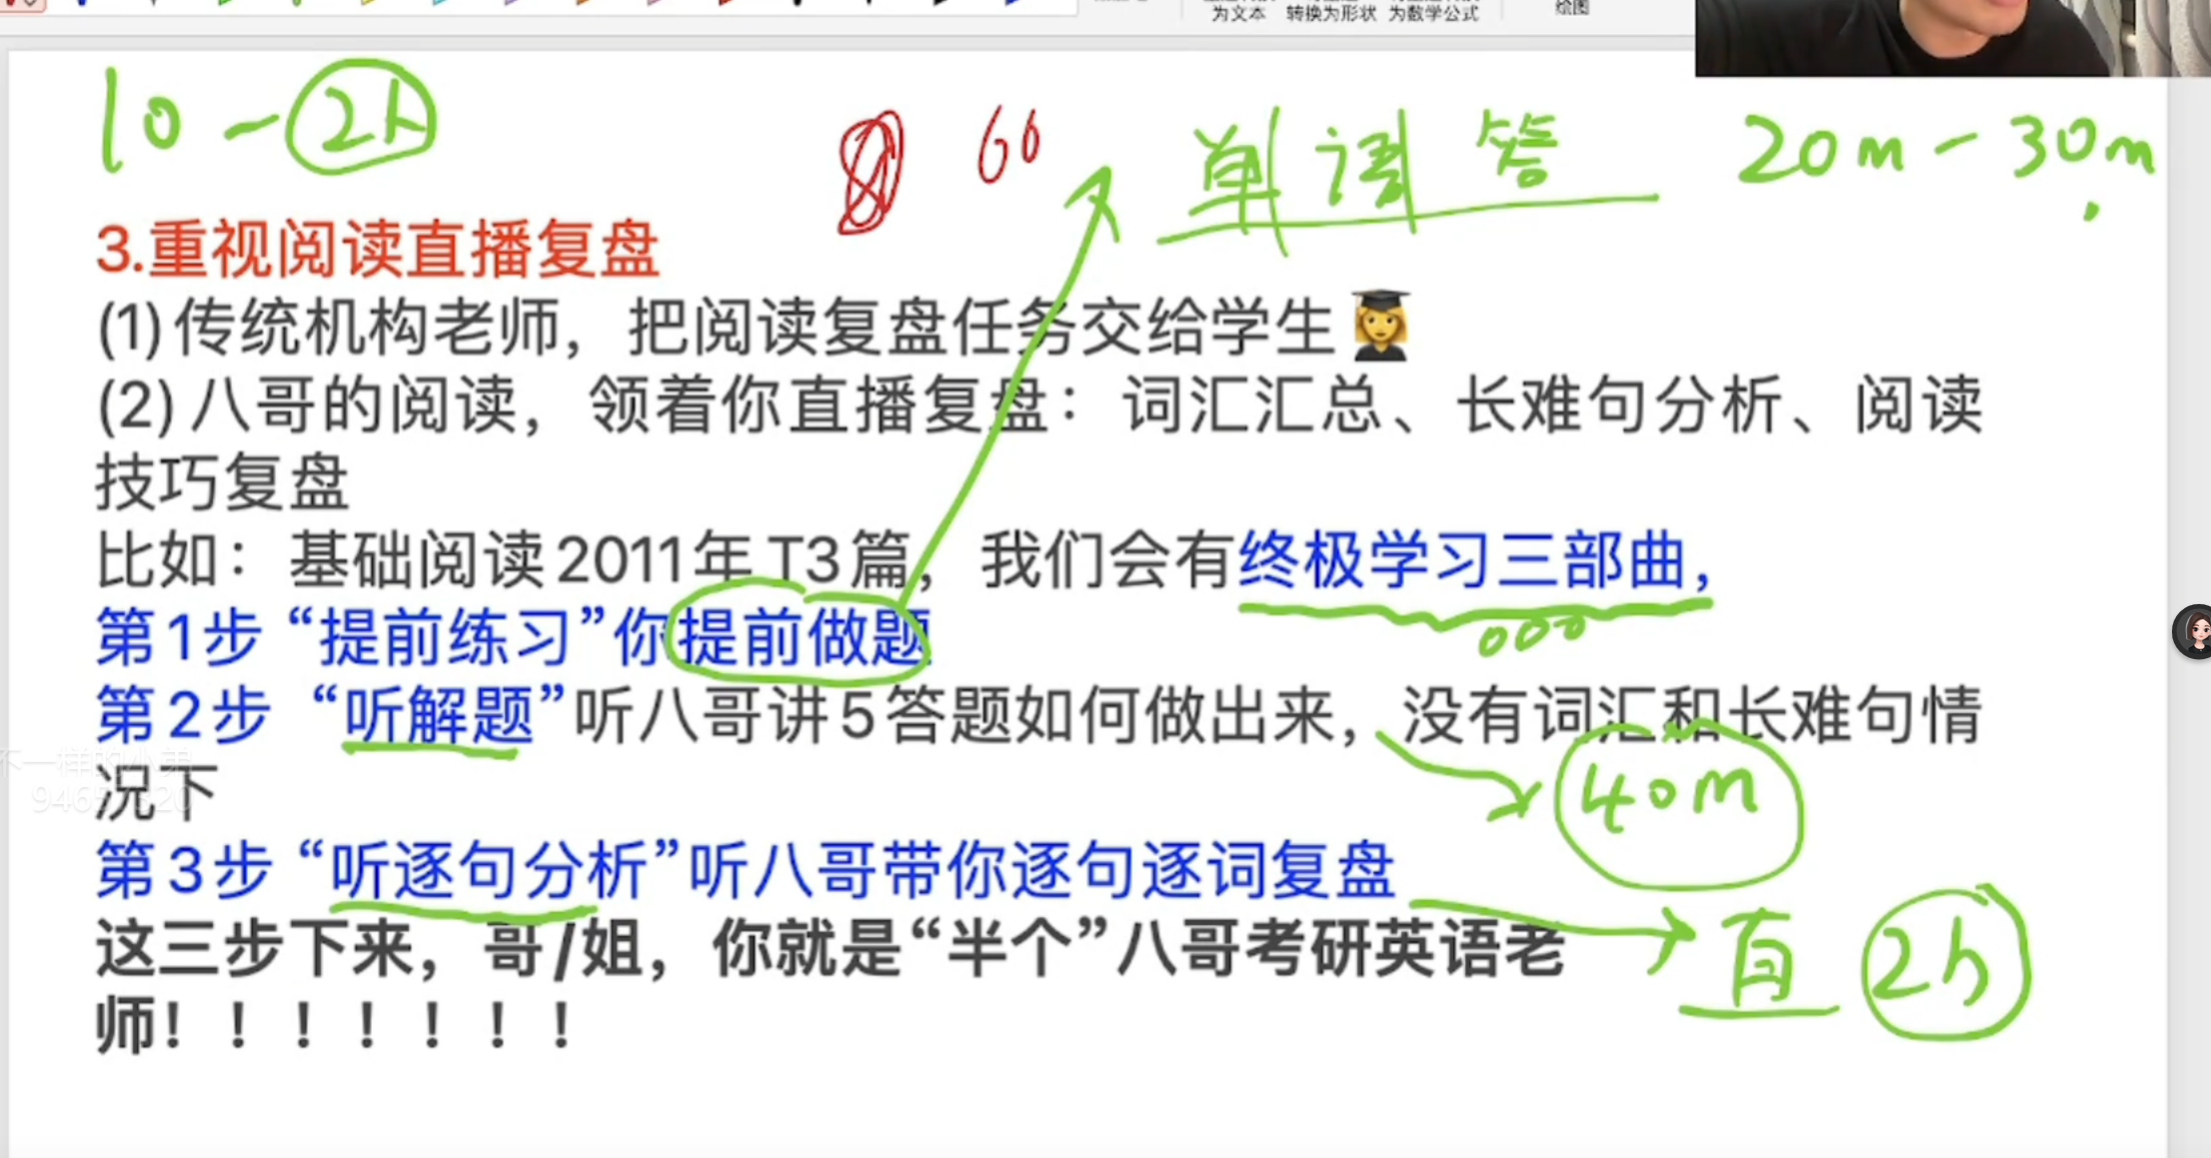 为文本 转换为形状 为数学公式 绘图
10 - 2h
60 单词答 20m - 30m
3.重视阅读直播复盘
(1)传统机构老师，把阅读复盘任务交给学生👩‍🎓
(2)八哥的阅读，领着你直播复盘：词汇汇总、长难句分析、阅读
技巧复盘
比如：基础阅读2011年T3篇，我们会有终极学习三部曲，
第1步 “提前练习”你提前做题
第2步 “听解题”听八哥讲5答题如何做出来，没有词汇和长难句情
况下
40m
第3步 “听逐句分析”听八哥带你逐句逐词复盘
这三步下来，哥/姐，你就是“半个”八哥考研英语老
直 2h
师！！！！！！！